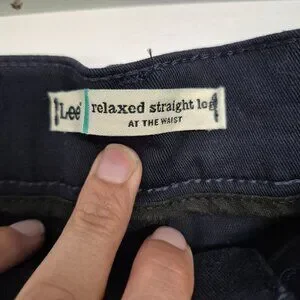 Lee relaxed straight leg
AT THE WAIST